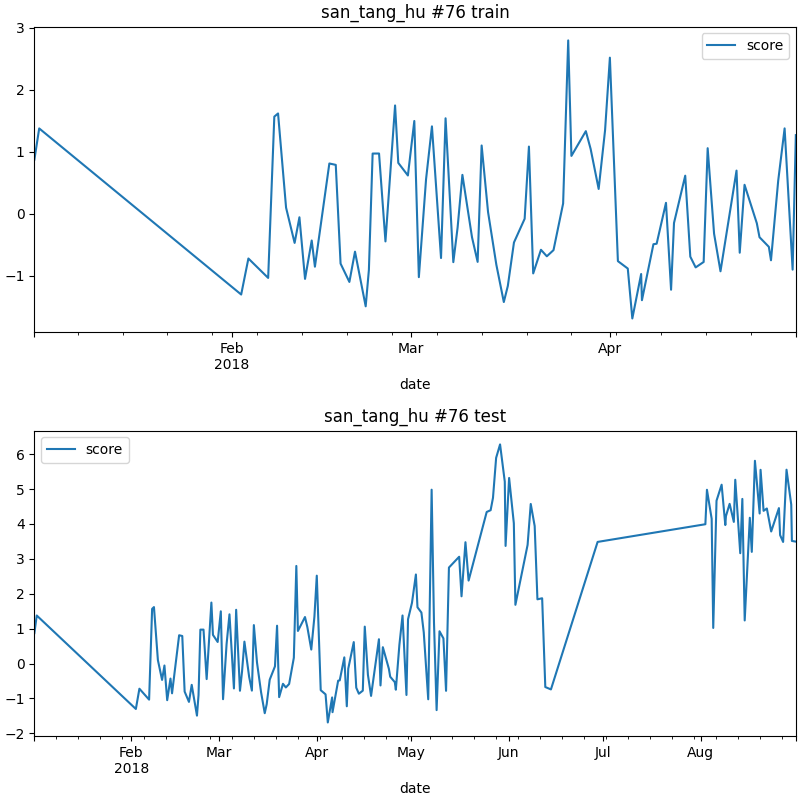 san_tang_hu #76 train
score
3
2
1
0
−1
Feb
2018
Mar
Apr
date
san_tang_hu #76 test
score
6
5
4
3
2
1
0
−1
−2
Feb
2018
Mar
Apr
May
Jun
Jul
Aug
date